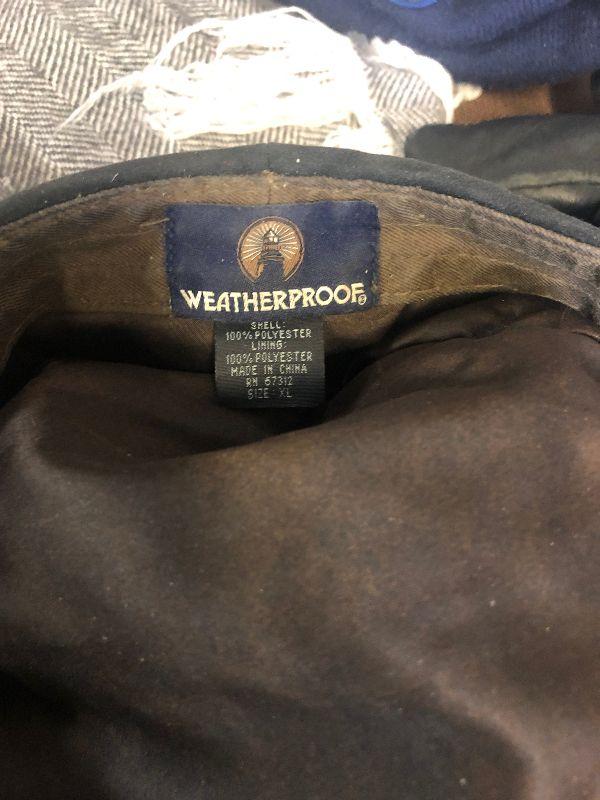 WEATHERPROOF®
SHELL:
100% POLYESTER
LINING:
100% POLYESTER
MADE IN CHINA
RN 67312
SIZE: XL